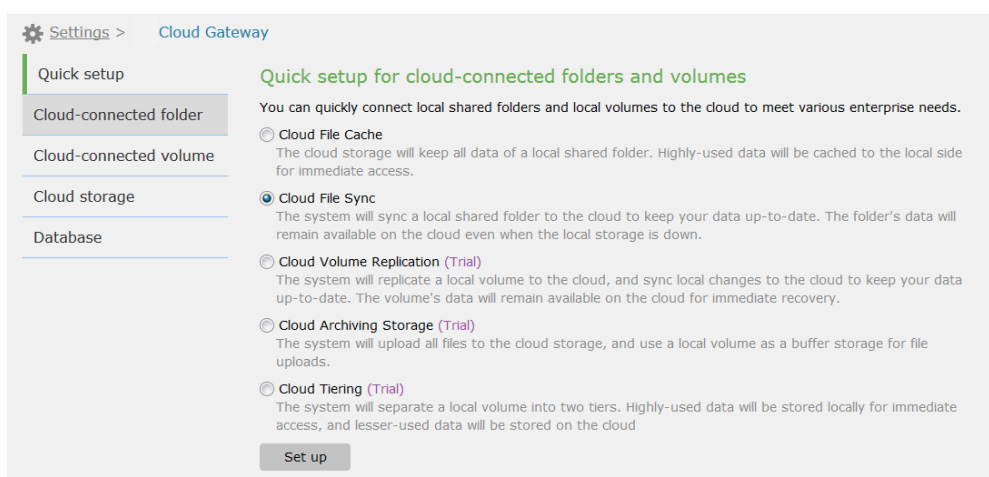 Settings > Cloud Gateway
Quick setup
Cloud-connected folder
Cloud-connected volume
Cloud storage
Database
Quick setup for cloud-connected folders and volumes
You can quickly connect local shared folders and local volumes to the cloud to meet various enterprise needs.
Cloud File Cache
The cloud storage will keep all data of a local shared folder. Highly-used data will be cached to the local side
for immediate access.
Cloud File Sync
The system will sync a local shared folder to the cloud to keep your data up-to-date. The folder's data will
remain available on the cloud even when the local storage is down.
Cloud Volume Replication (Trial)
The system will replicate a local volume to the cloud, and sync local changes to the cloud to keep your data
up-to-date. The volume's data will remain available on the cloud for immediate recovery.
Cloud Archiving Storage (Trial)
The system will upload all files to the cloud storage, and use a local volume as a buffer storage for file
uploads.
Cloud Tiering (Trial)
The system will separate a local volume into two tiers. Highly-used data will be stored locally for immediate
access, and lesser-used data will be stored on the cloud
Set up